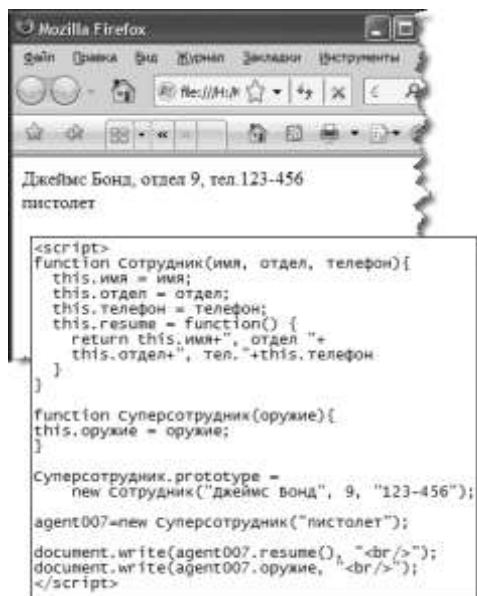 Mozilla Firefox
Файл Правка Вид Журнал Закладки Инструменты
file:///H:/
Джеймс Бонд, отдел 9, тел.123-456
пистолет
<script>
function Сотрудник(имя, отдел, телефон){
this.имя = имя;
this.отдел = отдел;
this.телефон = телефон;
this.resume = function() {
return this.имя+", отдел "+
this.отдел+", тел."+this.телефон
}
}
function Суперсотрудник(оружие){
this.оружие = оружие;
}
Суперсотрудник.prototype =
new Сотрудник("Джеймс Бонд", 9, "123-456");
agent007=new Суперсотрудник("пистолет");
document.write(agent007.resume(), "<br/>");
document.write(agent007.оружие, "<br/>");
</script>